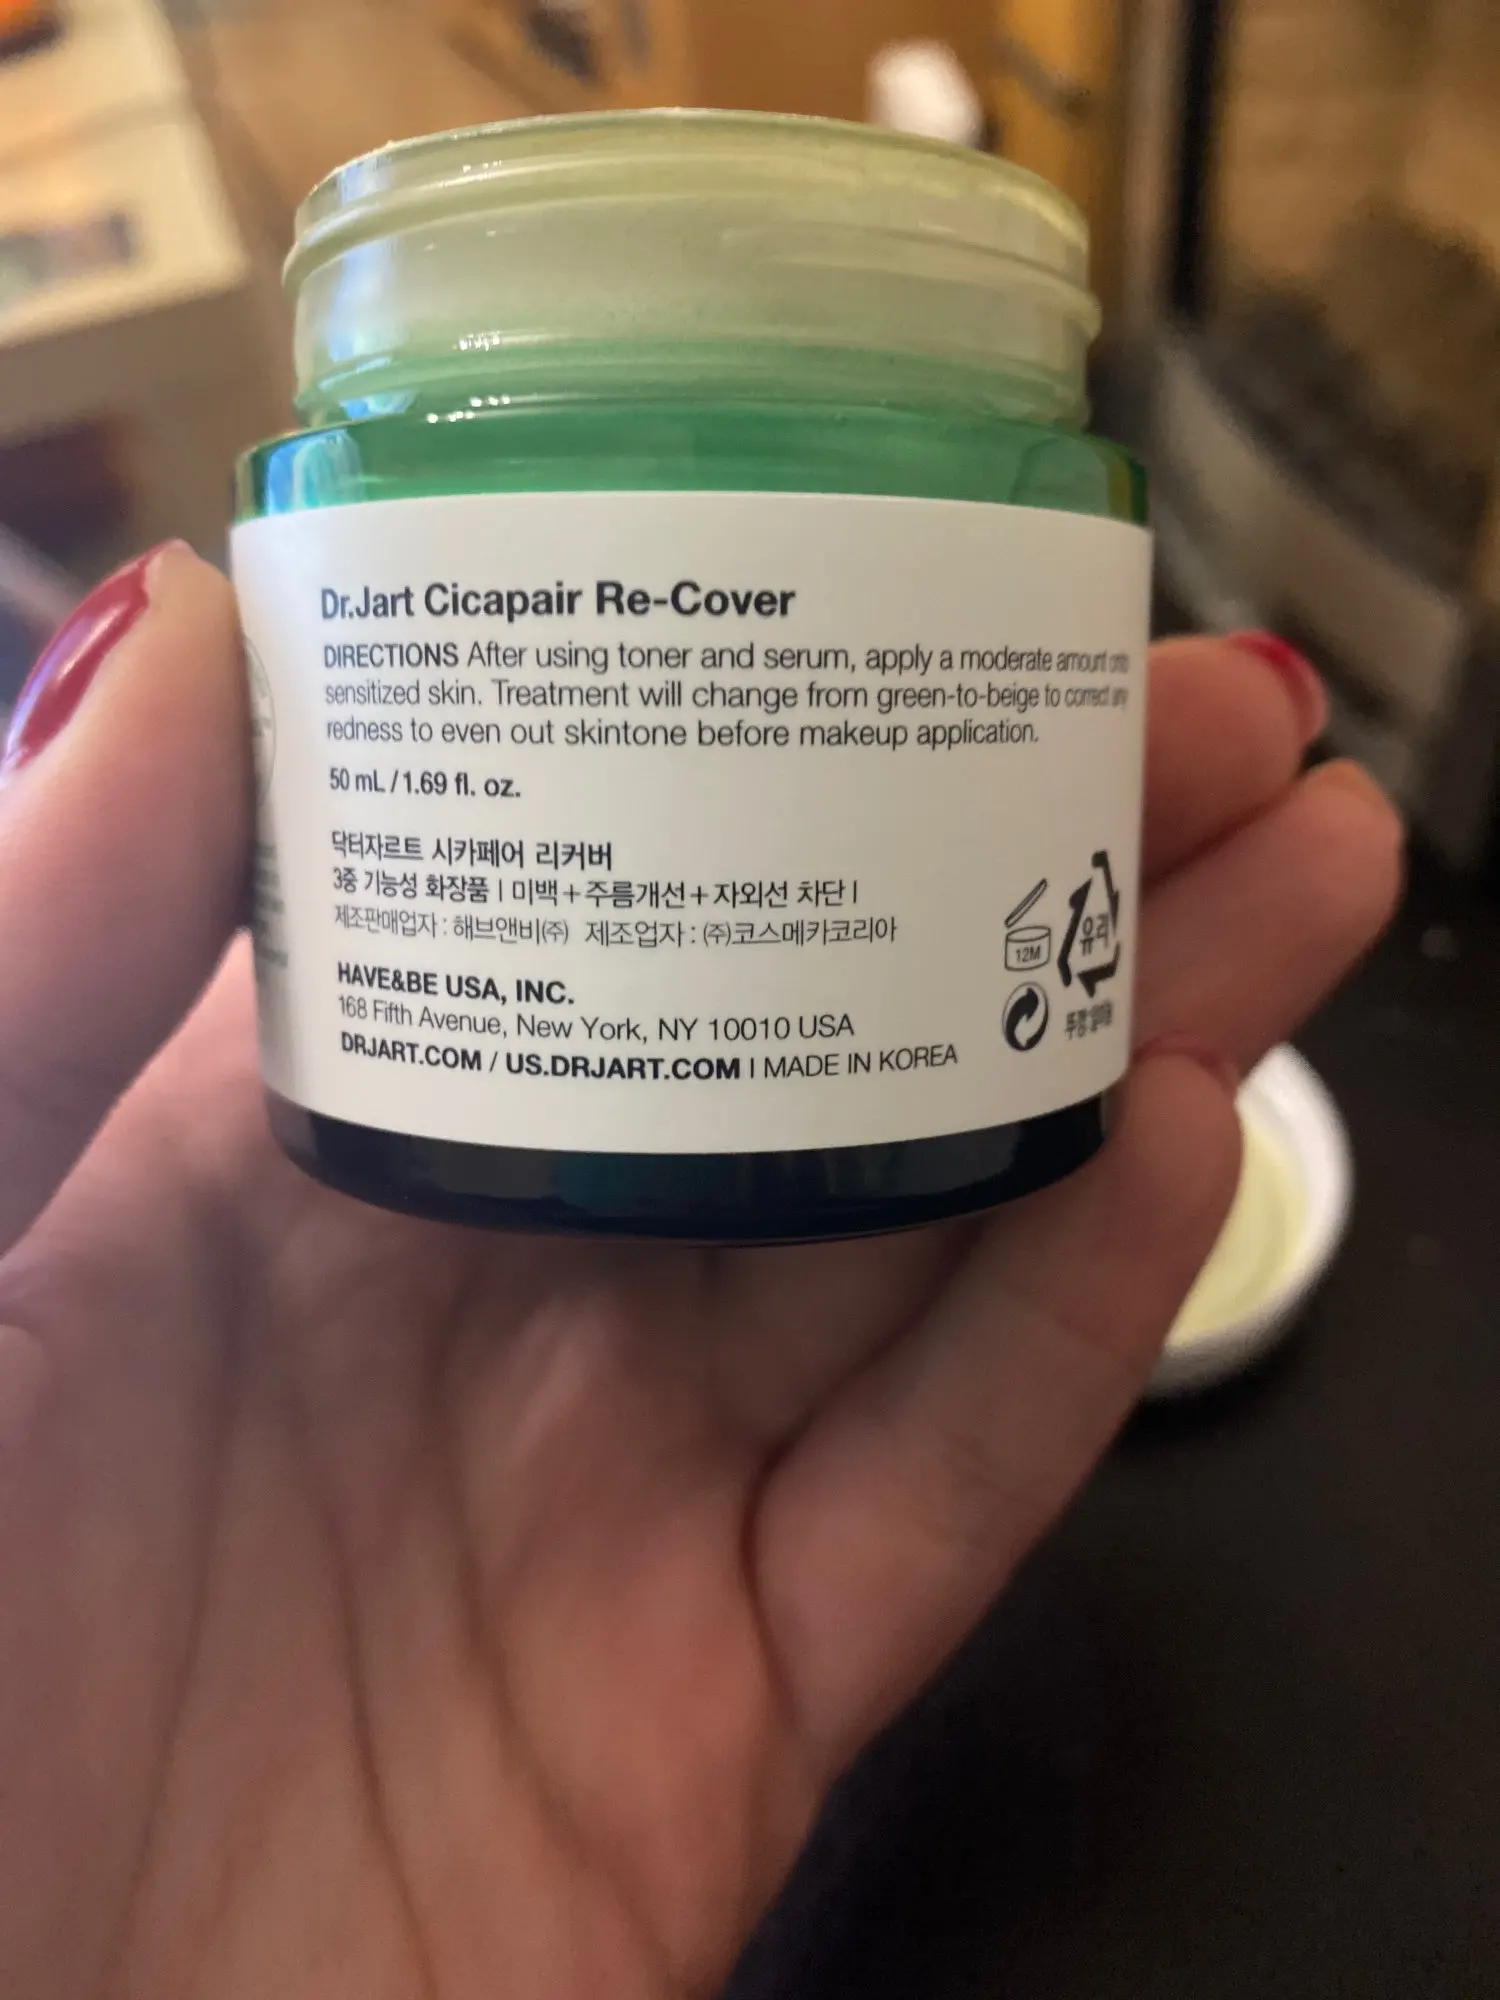 Dr.Jart Cicapair Re-Cover
DIRECTIONS After using toner and serum, apply a moderate amount onto
sensitized skin. Treatment will change from green-to-beige to correct any
redness to even out skintone before makeup application.
50 mL / 1.69 fl. oz.
닥터자르트 시카페어 리커버
3중 기능성 화장품 | 미백+주름개선+자외선 차단 |
제조판매업자 : 해브앤비(주) 제조업자 : (주)코스메카코리아
HAVE&BE USA, INC.
168 Fifth Avenue, New York, NY 10010 USA
DRJART.COM / US.DRJART.COM | MADE IN KOREA
12M
유리